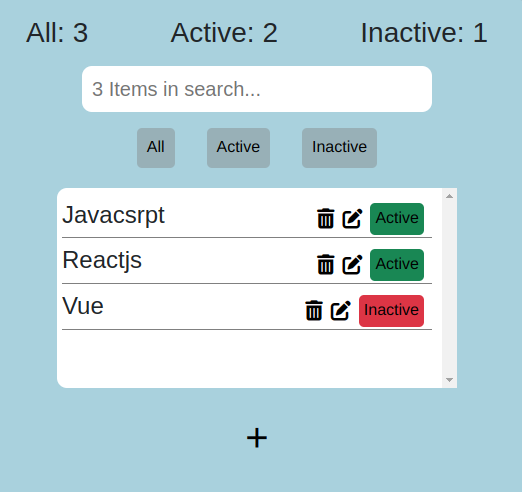 All: 3 Active: 2 Inactive: 1
3 Items in search...
All Active Inactive
Javacsrpt Active
Reactjs Active
Vue Inactive
+